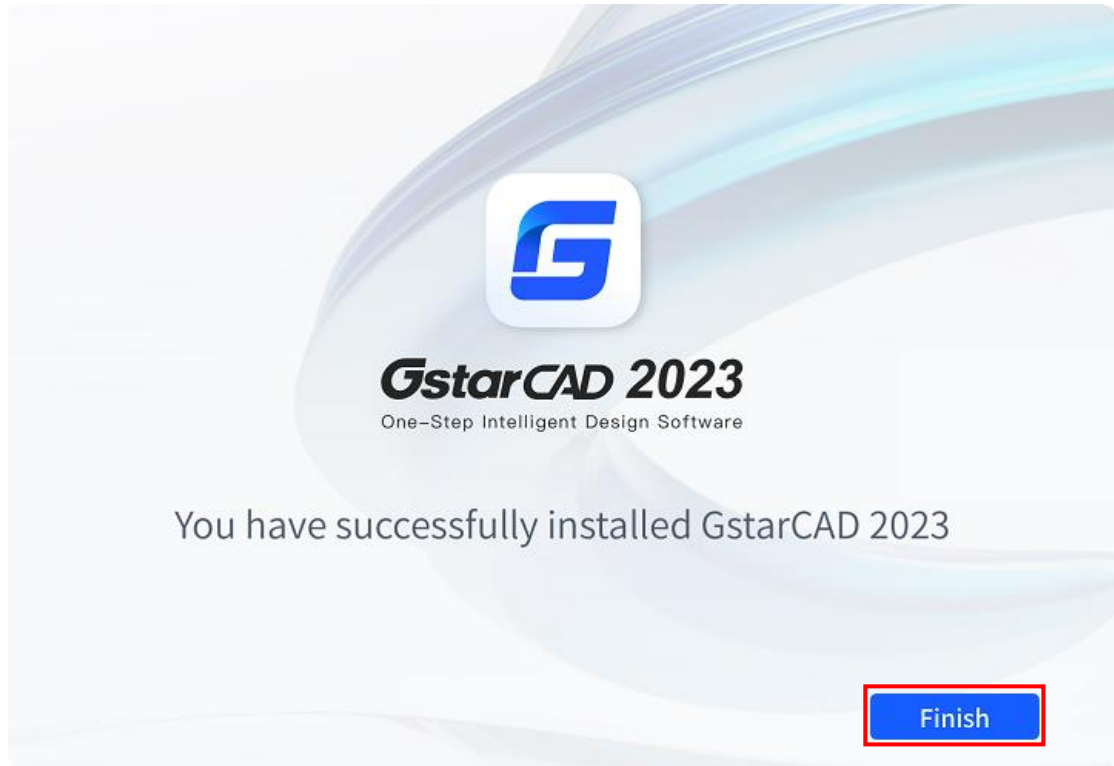 GstarCAD 2023
One-Step Intelligent Design Software
You have successfully installed GstarCAD 2023
Finish